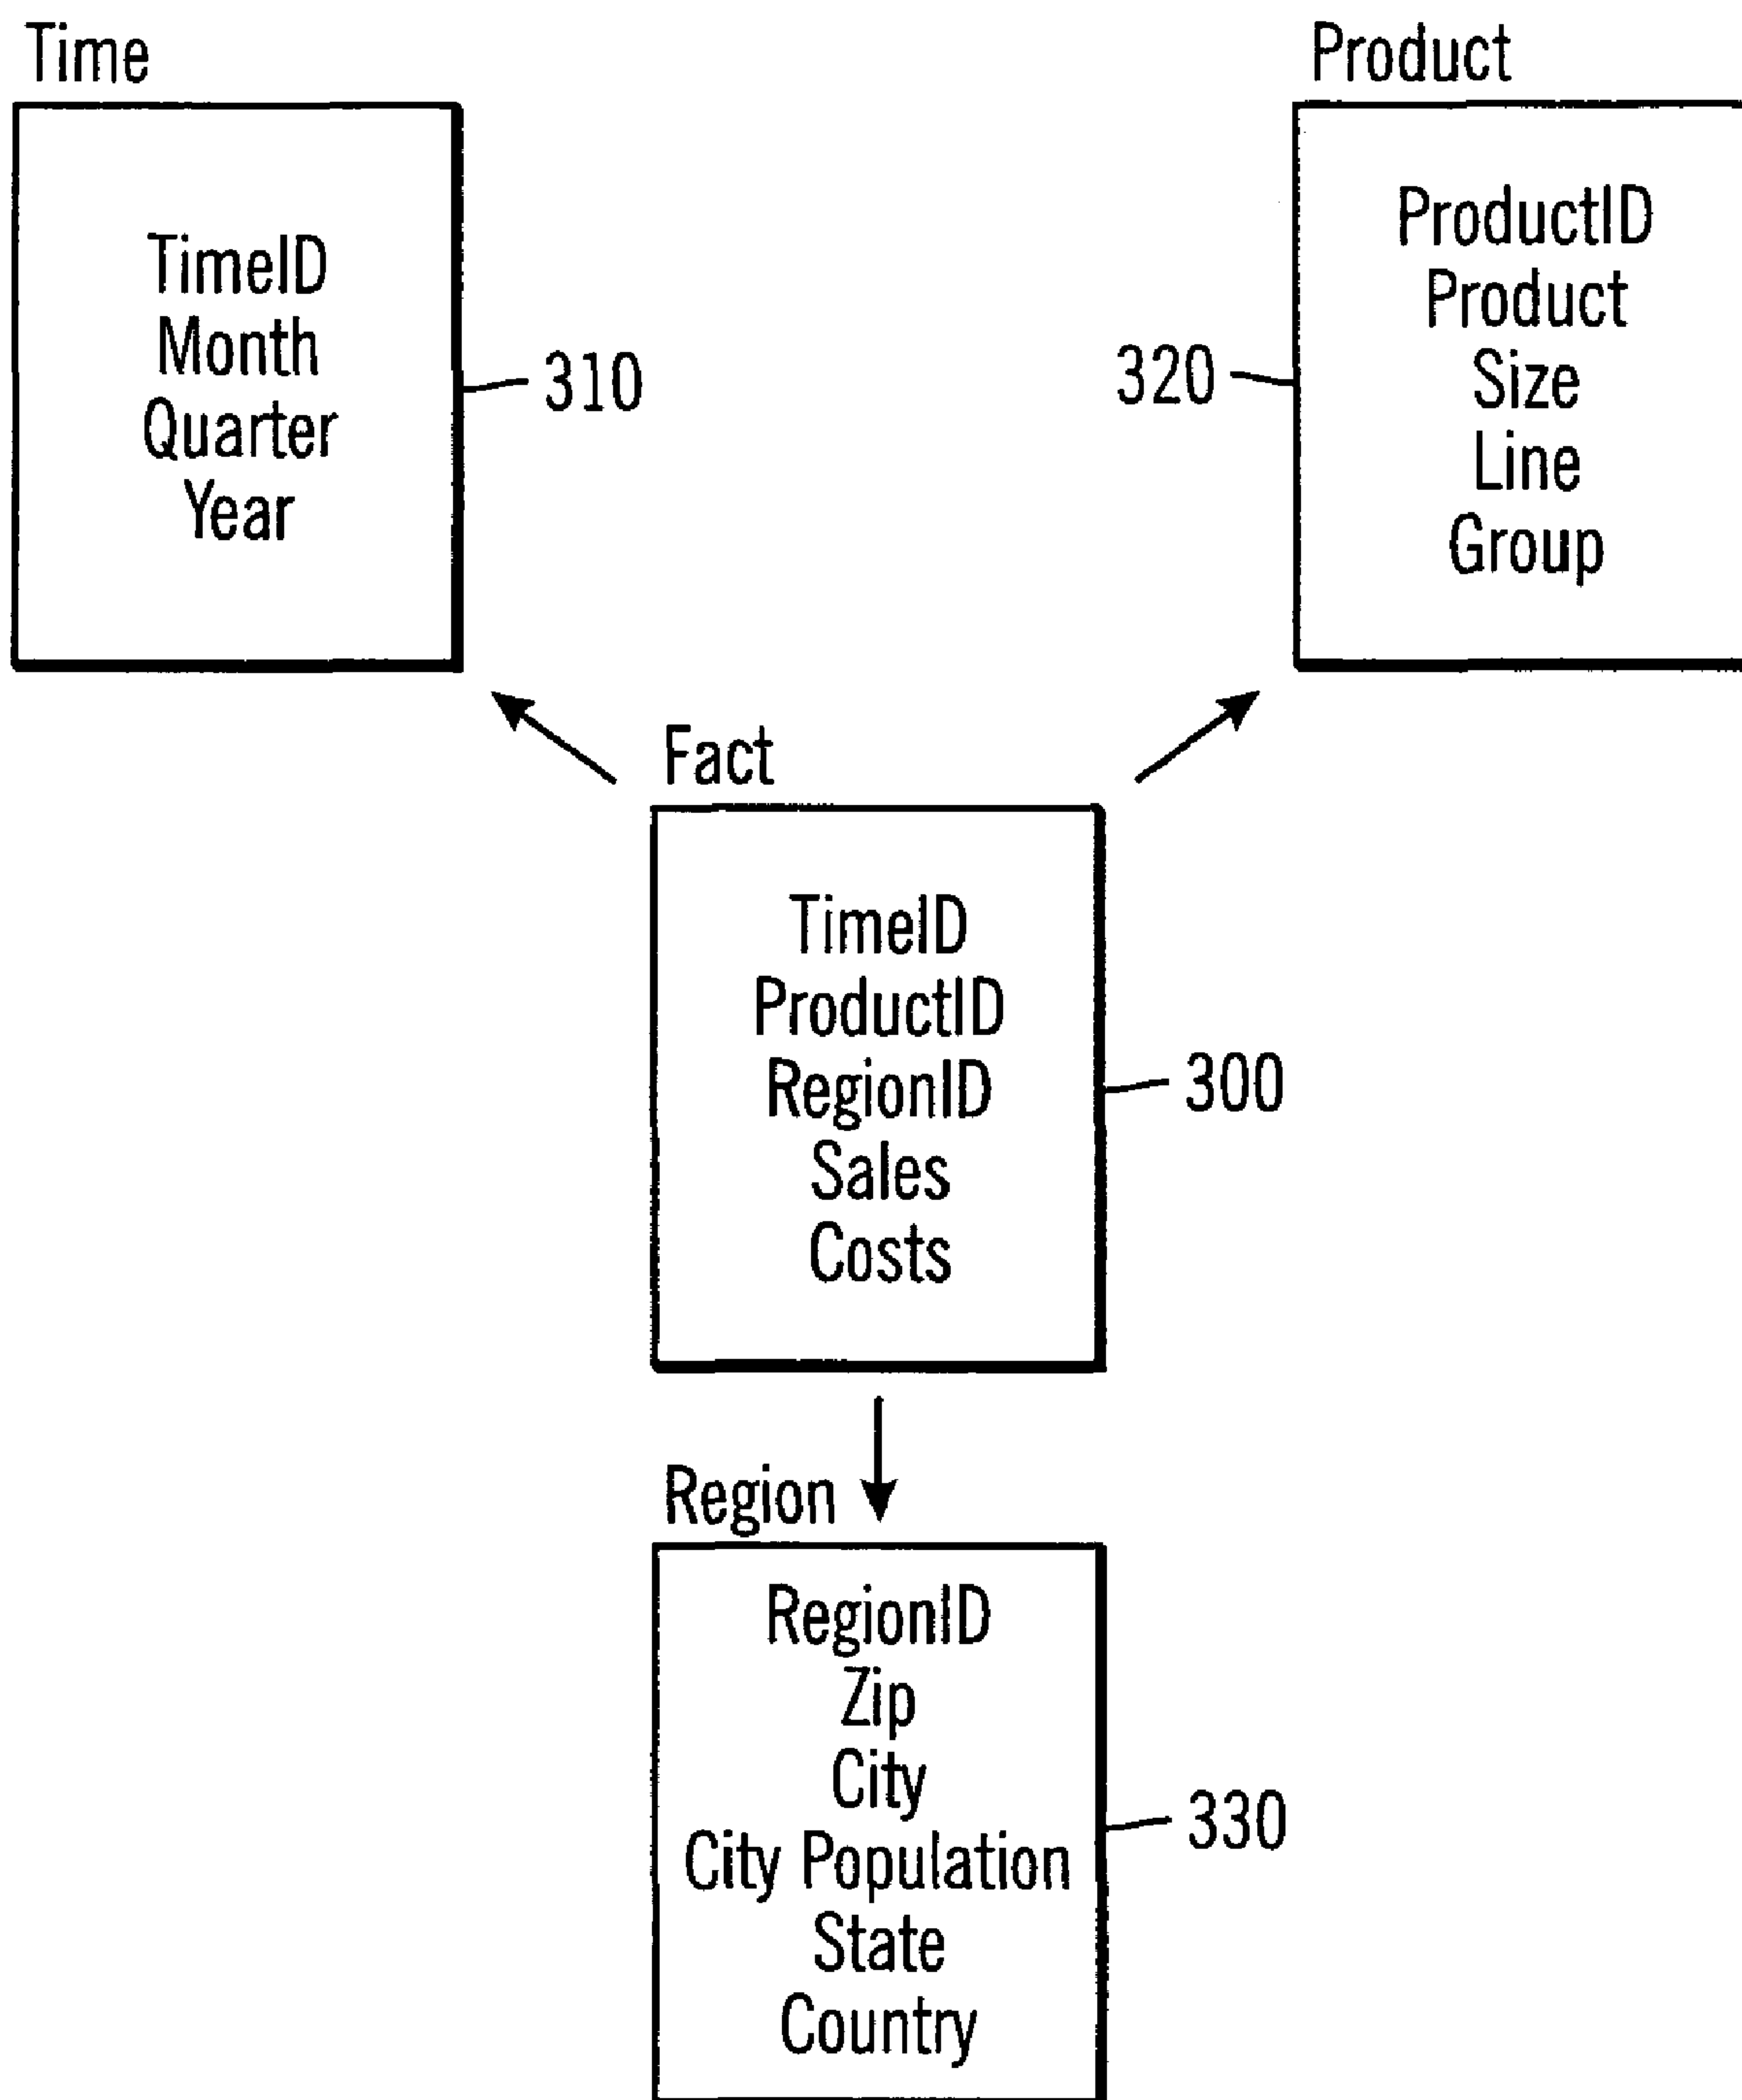 Time
TimeID
Month
Quarter
Year
310
Product
ProductID
Product
Size
Line
Group
320
Fact
TimeID
ProductID
RegionID
Sales
Costs
300
Region
RegionID
Zip
City
City Population
State
Country
330